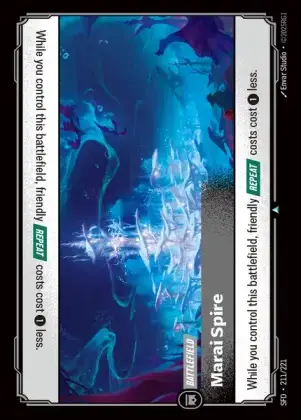 While you control this battlefield, friendly REPEAT costs cost 1 less.
BATTLEFIELD
Marai Spire
While you control this battlefield, friendly REPEAT costs cost 1 less.
SFD • 211/221
Envar Studio • ©2025RGI